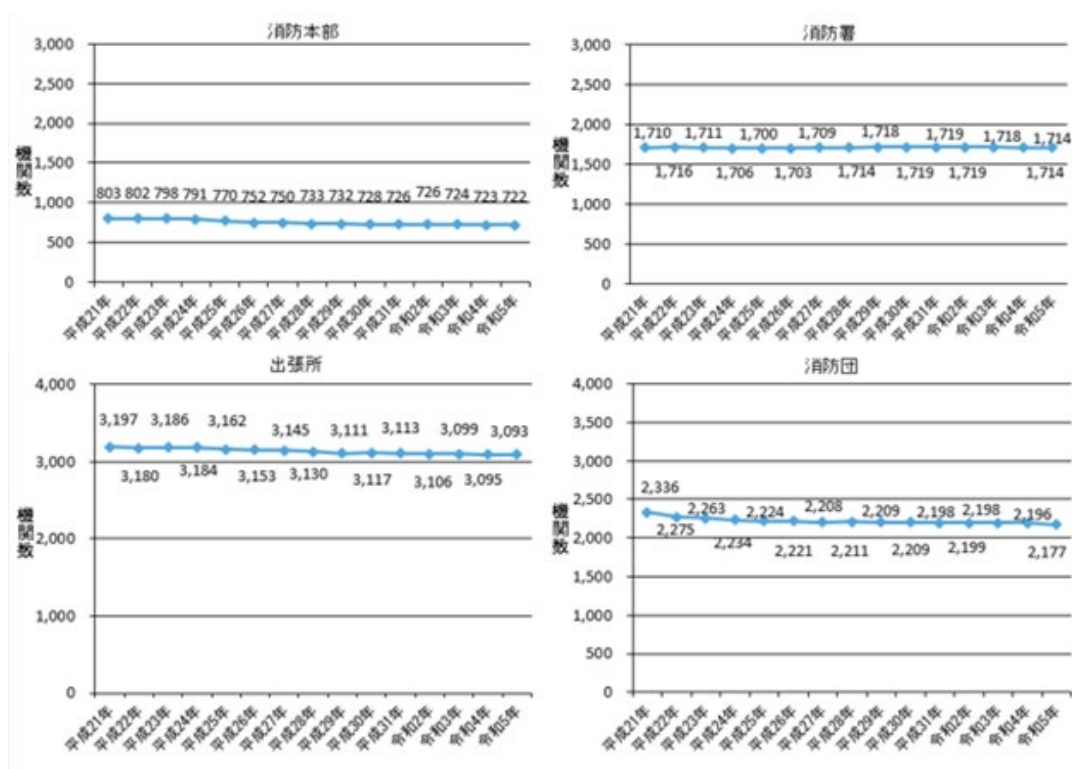 消防本部
3,000
2,500
2,000
1,500
1,000
500
0
機関数
803 802 798 791 770 752 750 733 732 728 726 726 724 723 722
平成21年 平成22年 平成23年 平成24年 平成25年 平成26年 平成27年 平成28年 平成29年 平成30年 平成31年 令和02年 令和03年 令和04年 令和05年
消防署
3,000
2,500
2,000
1,500
1,000
500
0
機関数
1,710 1,711 1,700 1,709 1,718 1,719 1,718 1,714
1,716 1,706 1,703 1,714 1,719 1,719 1,714
平成21年 平成22年 平成23年 平成24年 平成25年 平成26年 平成27年 平成28年 平成29年 平成30年 平成31年 令和02年 令和03年 令和04年 令和05年
出張所
4,000
3,000
2,000
1,000
0
機関数
3,197 3,186 3,162 3,145 3,111 3,113 3,099 3,093
3,180 3,184 3,153 3,130 3,117 3,106 3,095
平成21年 平成22年 平成23年 平成24年 平成25年 平成26年 平成27年 平成28年 平成29年 平成30年 平成31年 令和02年 令和03年 令和04年 令和05年
消防団
4,000
3,500
3,000
2,500
2,000
1,500
1,000
500
0
機関数
2,336 2,263 2,224 2,208 2,209 2,198 2,198 2,196
2,275 2,234 2,221 2,211 2,209 2,199 2,177
平成21年 平成22年 平成23年 平成24年 平成25年 平成26年 平成27年 平成28年 平成29年 平成30年 平成31年 令和02年 令和03年 令和04年 令和05年